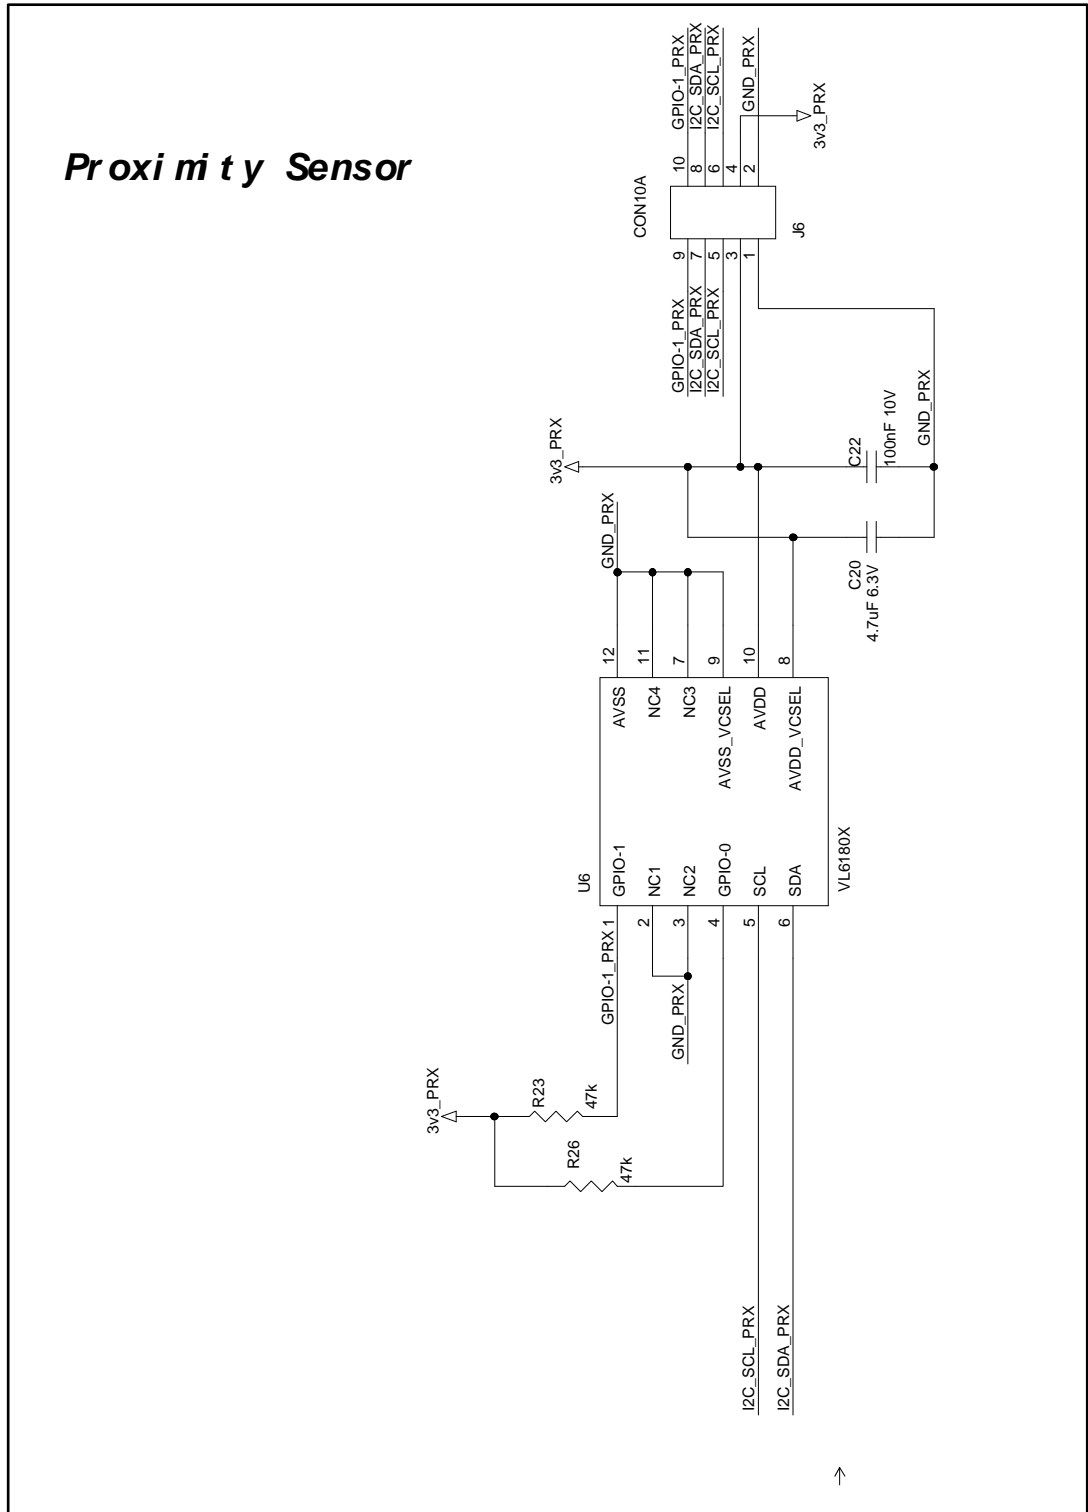 Proximity Sensor
3v3_PRX
R23
47k
R26
47k
U6
VL6180X
GPIO-1_PRX 1 GPIO-1
2 NC1
GND_PRX 3 NC2
4 GPIO-0
I2C_SCL_PRX 5 SCL
I2C_SDA_PRX 6 SDA
AVSS 12 GND_PRX
NC4 11
NC3 7
AVSS_VCSEL 9
AVDD 10
AVDD_VCSEL 8
3v3_PRX
C20
4.7uF 6.3V
C22
100nF 10V
GND_PRX
CON10A
GPIO-1_PRX 9 10 GPIO-1_PRX
I2C_SDA_PRX 7 8 I2C_SDA_PRX
I2C_SCL_PRX 5 6 I2C_SCL_PRX
3 4
1 2 GND_PRX
J6
3v3_PRX